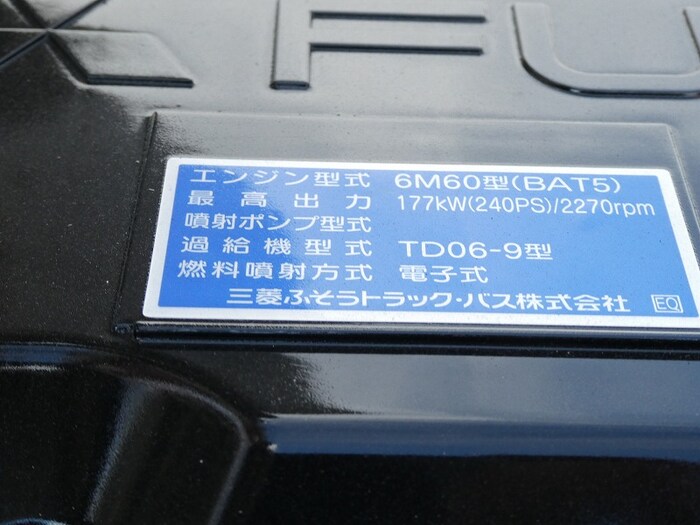 FU
エンジン型式 6M60型(BAT5)
最高出力 177kW(240PS)/2270rpm
噴射ポンプ型式
過給機型式 TD06-9型
燃料噴射方式 電子式
三菱ふそうトラック・バス株式会社 EQ